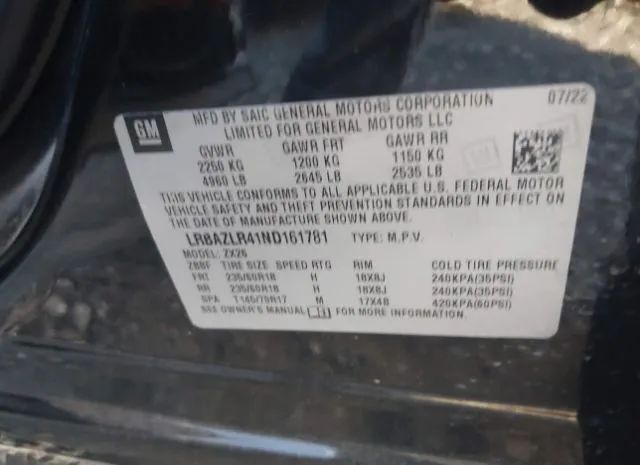 GM
MFD BY SAIC GENERAL MOTORS CORPORATION 07/22
LIMITED FOR GENERAL MOTORS LLC
GVWR GAWR FRT GAWR RR
2250 KG 1200 KG 1150 KG
4960 LB 2645 LB 2535 LB
THIS VEHICLE CONFORMS TO ALL APPLICABLE U.S. FEDERAL MOTOR
VEHICLE SAFETY AND THEFT PREVENTION STANDARDS IN EFFECT ON
THE DATE OF MANUFACTURE SHOWN ABOVE.
LRBAZLR41ND161781 TYPE: M.P.V.
MODEL: ZX26
ZBBF TIRE SIZE SPEED RTG RIM COLD TIRE PRESSURE
FRT 235/60R18 H 18X8J 240KPA(35PSI)
RR 235/60R18 H 18X8J 240KPA(35PSI)
SPA T145/70R17 M 17X4B 420KPA(60PSI)
SEE OWNER'S MANUAL FOR MORE INFORMATION.